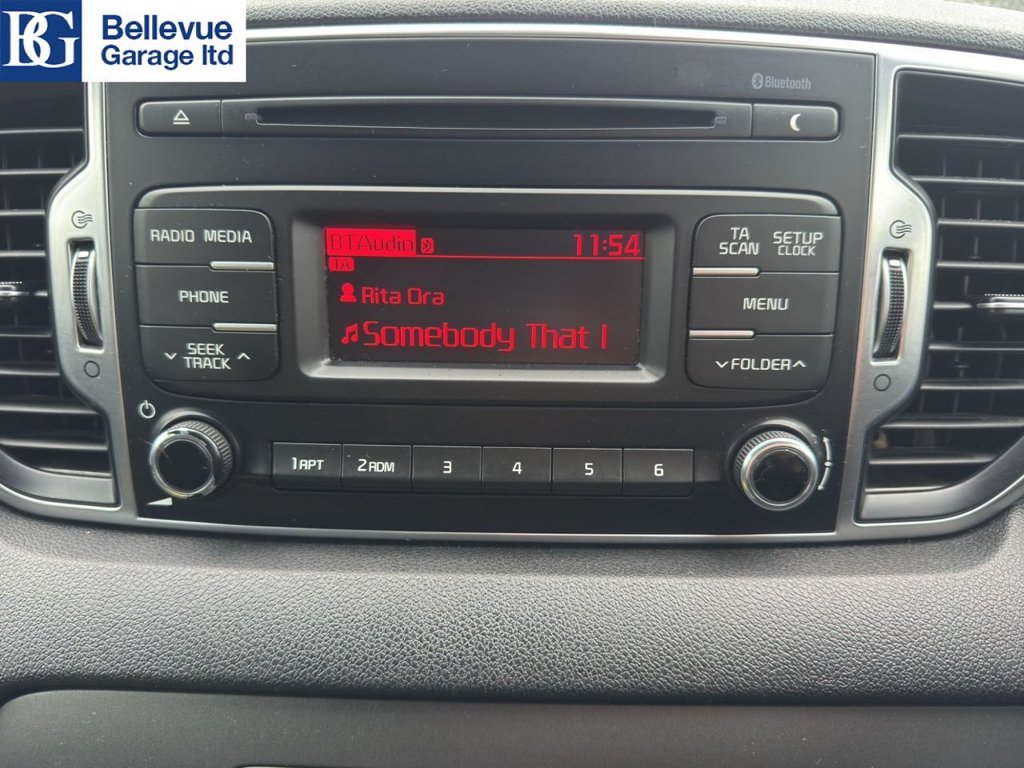 BG Bellevue
Garage ltd
Bluetooth
RADIO MEDIA
PHONE
SEEK
TRACK
BTAudio 11:54
Rita Ora
Somebody That I
TA
SCAN
SETUP
CLOCK
MENU
FOLDER
1RPT 2RDM 3 4 5 6